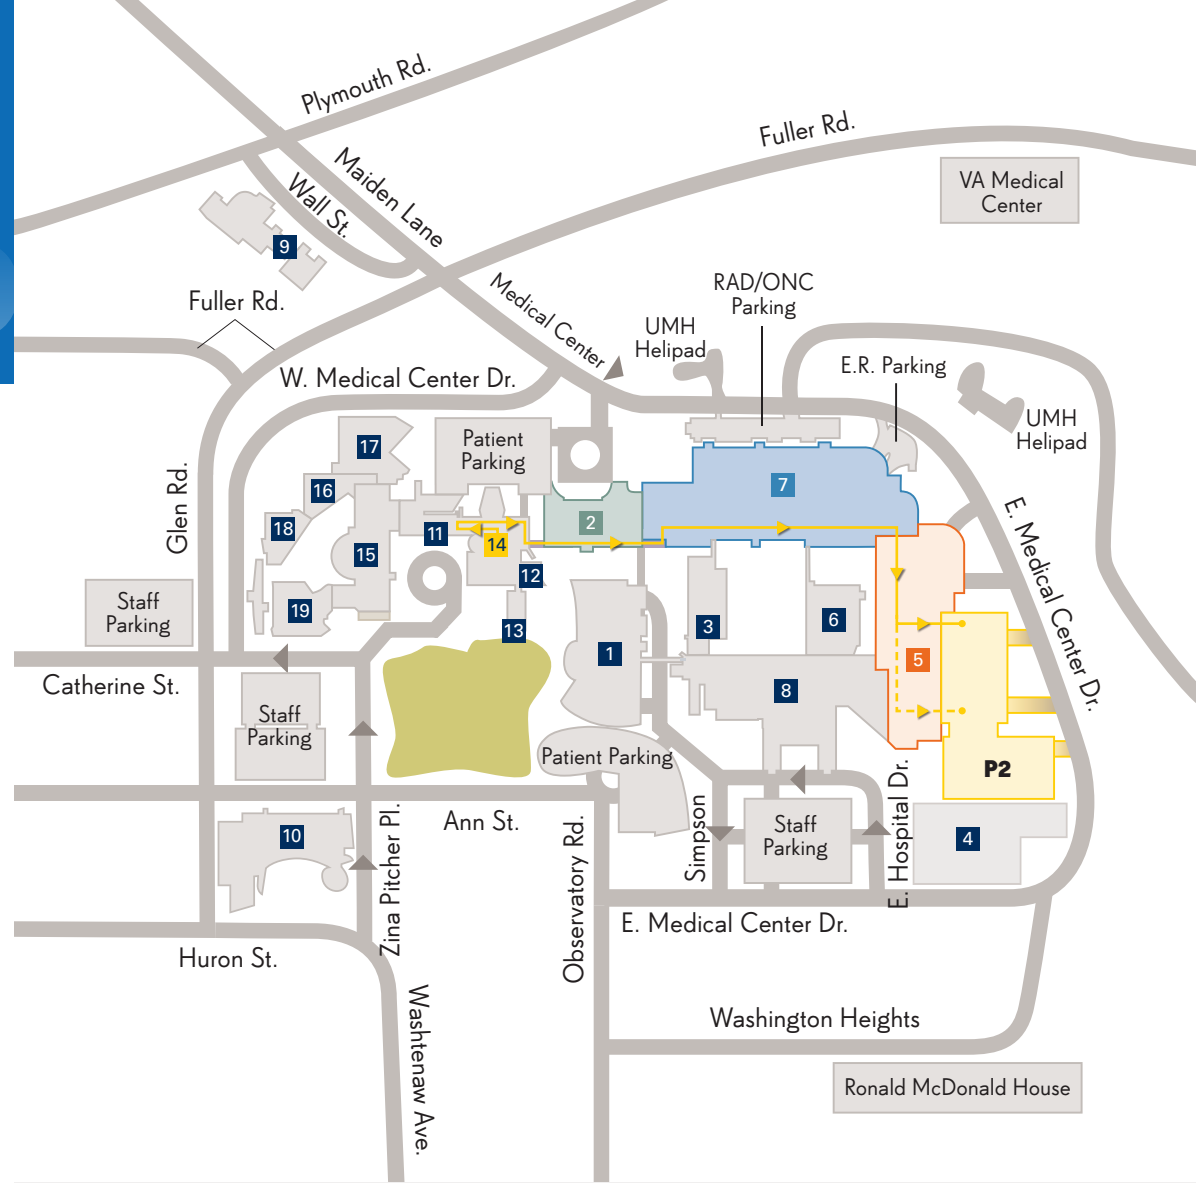 Plymouth Rd.
Fuller Rd.
Maiden Lane
Wall St.
VA Medical
Center
9
Fuller Rd.
Medical Center
RAD/ONC
Parking
UMH
Helipad
E.R. Parking
W. Medical Center Dr.
UMH
Helipad
17
Patient
Parking
16
7
Glen Rd.
18
11
2
E. Medical Center Dr.
14
15
12
Staff
Parking
19
13
3
6
1
5
Catherine St.
8
Staff
Parking
Patient Parking
P2
Ann St.
10
Zina Pitcher Pl.
Observatory Rd.
Simpson
Staff
Parking
E. Hospital Dr.
4
E. Medical Center Dr.
Huron St.
Washtenaw Ave.
Washington Heights
Ronald McDonald House